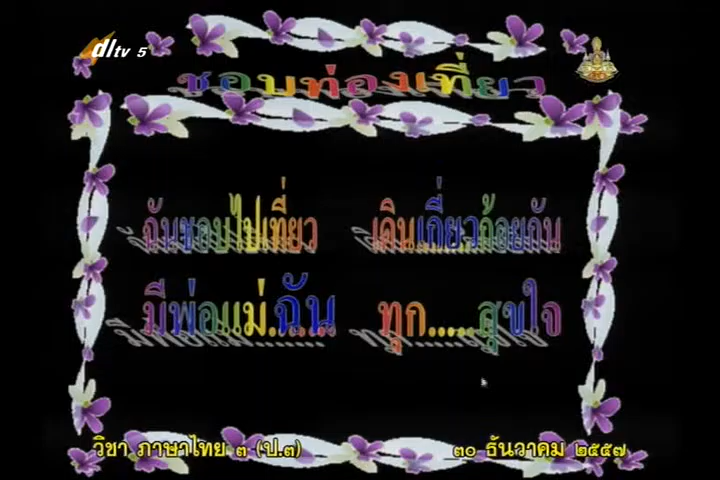 dltv 5
ชอบท่องเที่ยว
ฉันชอบไปเที่ยว เดินเกี่ยวก้อยกัน
มีพ่อแม่.ฉัน ทุก.....สุขใจ
วิชา ภาษาไทย ๓ (ป.๓) ๓๐ ธันวาคม ๒๕๕๗